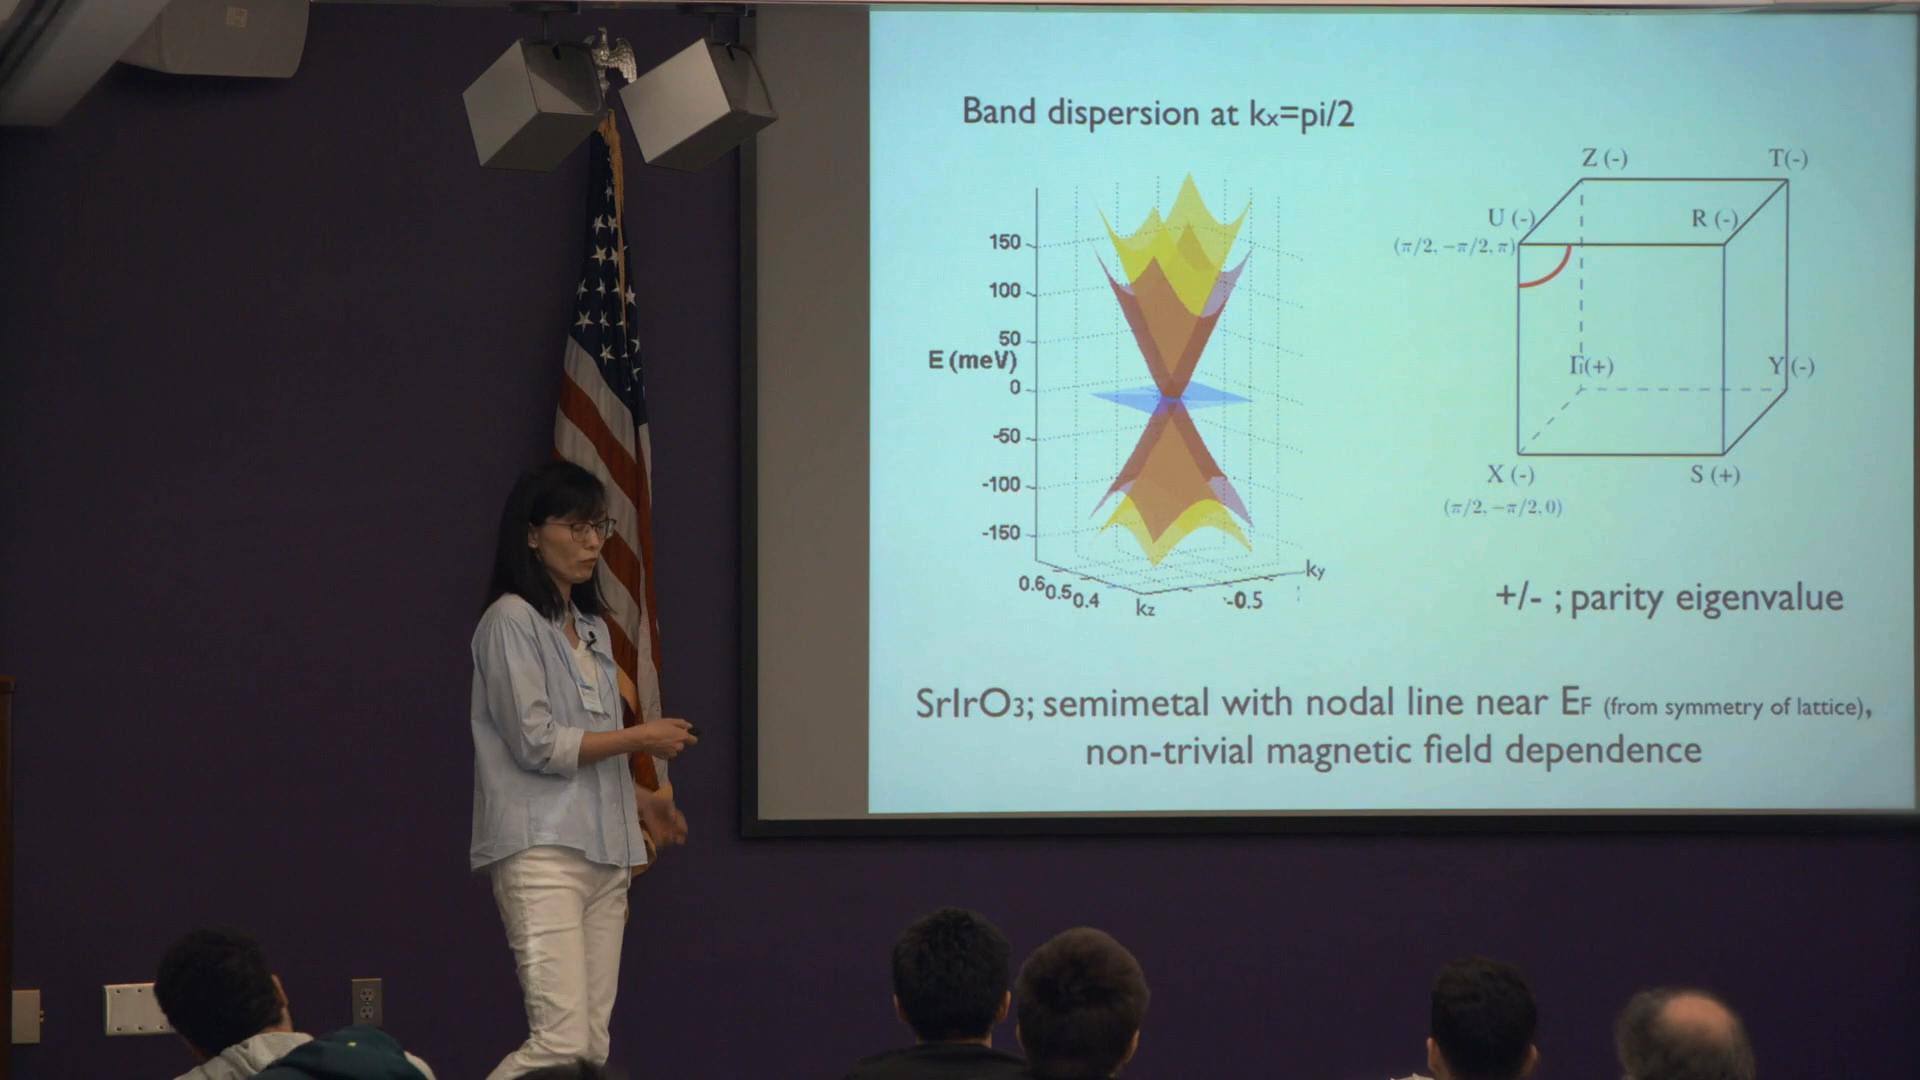 Band dispersion at kx=pi/2
150
100
50
E (meV)
0
-50
-100
-150
0.6 0.5 0.4
kz
-0.5
ky
Z (-)
T(-)
U (-)
R (-)
(π/2, −π/2, π)
Γ(+)
Y (-)
X (-)
S (+)
(π/2, −π/2, 0)
+/- ; parity eigenvalue
SrIrO3; semimetal with nodal line near EF (from symmetry of lattice),
non-trivial magnetic field dependence